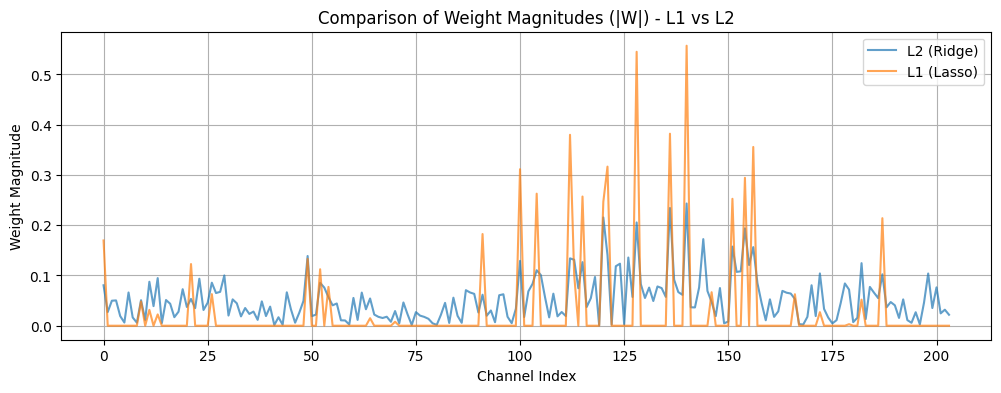 Comparison of Weight Magnitudes (|W|) - L1 vs L2
L2 (Ridge)
L1 (Lasso)
Weight Magnitude
0.5
0.4
0.3
0.2
0.1
0.0
0 25 50 75 100 125 150 175 200
Channel Index